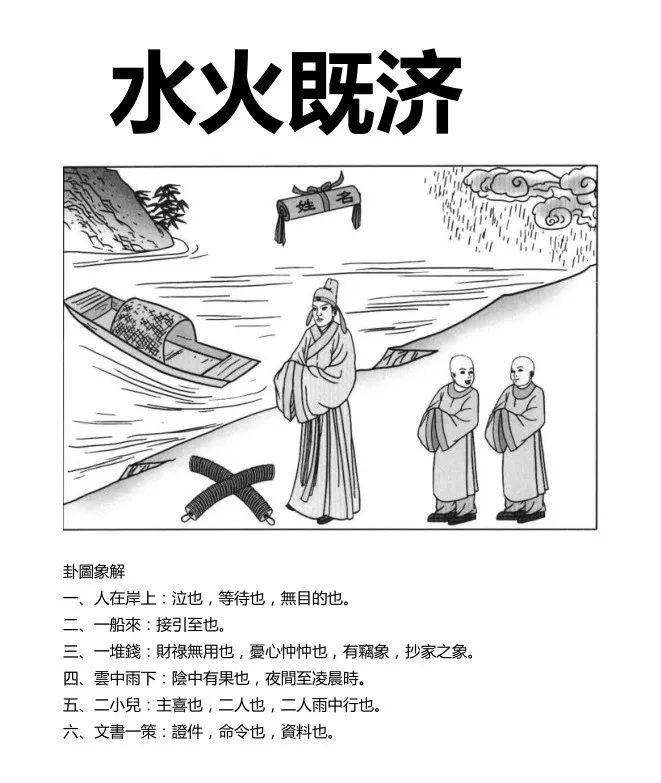 水火既济
姓名
卦圖象解
一、人在岸上：泣也，等待也，無目的也。
二、一船來：接引至也。
三、一堆錢：財祿無用也，憂心忡忡也，有竊象，抄家之象。
四、雲中雨下：陰中有果也，夜間至凌晨時。
五、二小兒：主喜也，二人也，二人雨中行也。
六、文書一策：證件，命令也，資料也。